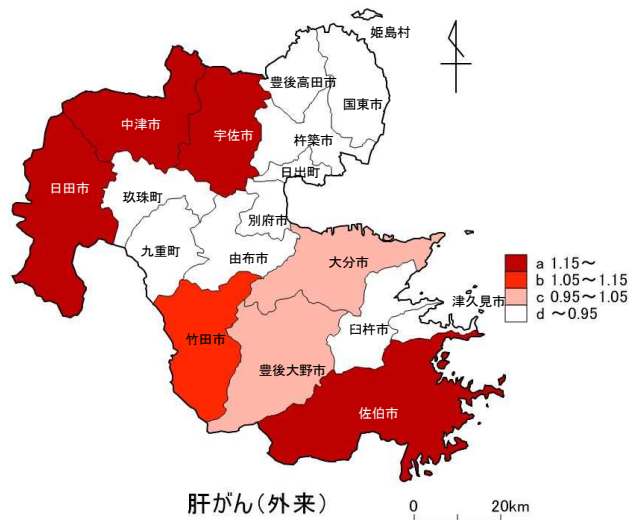 姫島村
豊後高田市
国東市
中津市
宇佐市
杵築市
日出町
日田市
玖珠町
別府市
九重町
由布市
大分市
a 1.15～
b 1.05～1.15
c 0.95～1.05
d ～0.95
津久見市
臼杵市
竹田市
豊後大野市
佐伯市
肝がん(外来)
0 20km